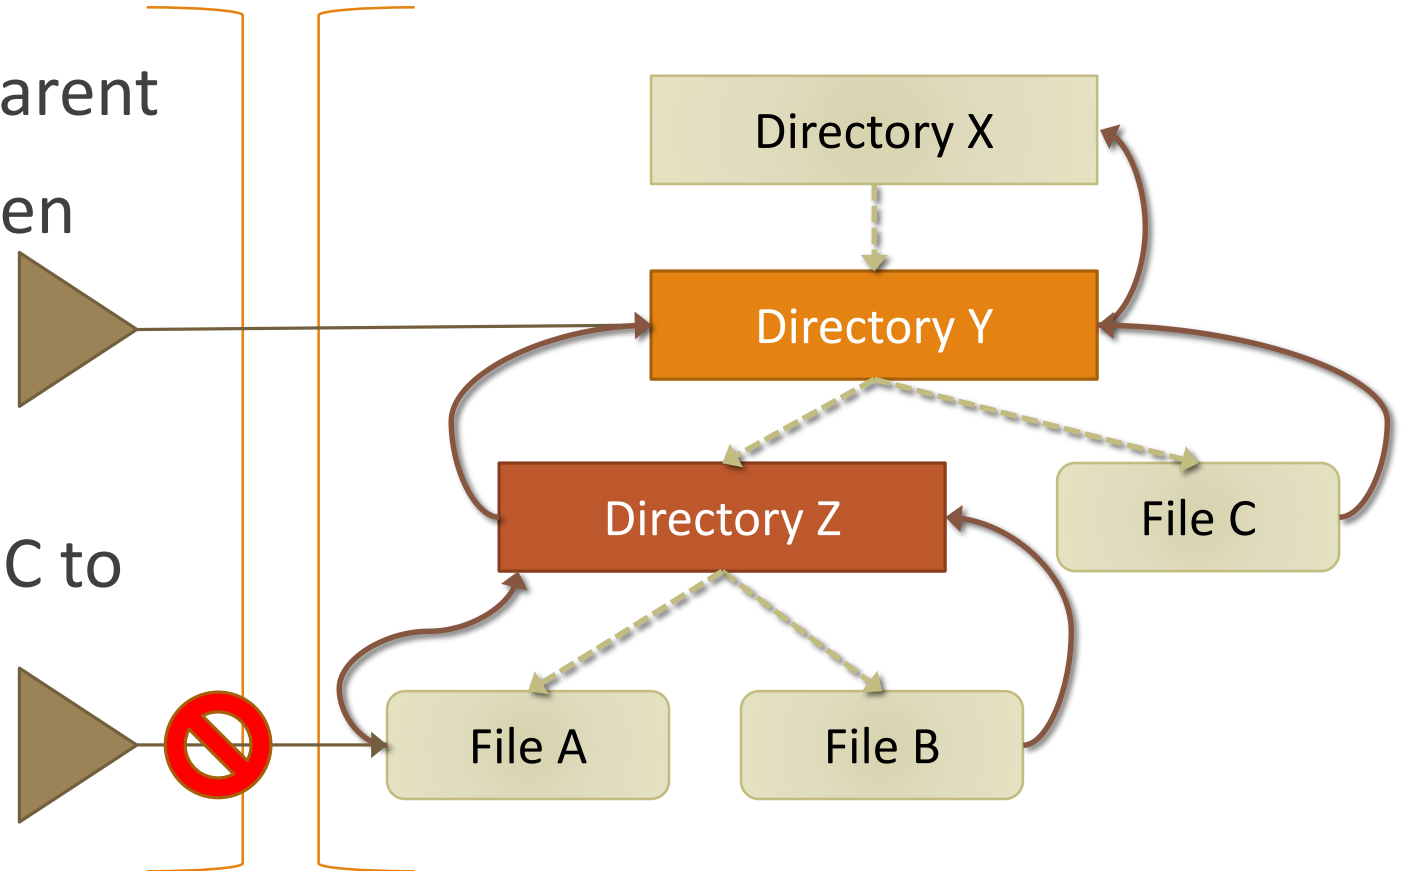 arent
en
C to
Directory X
Directory Y
Directory Z
File C
File A
File B